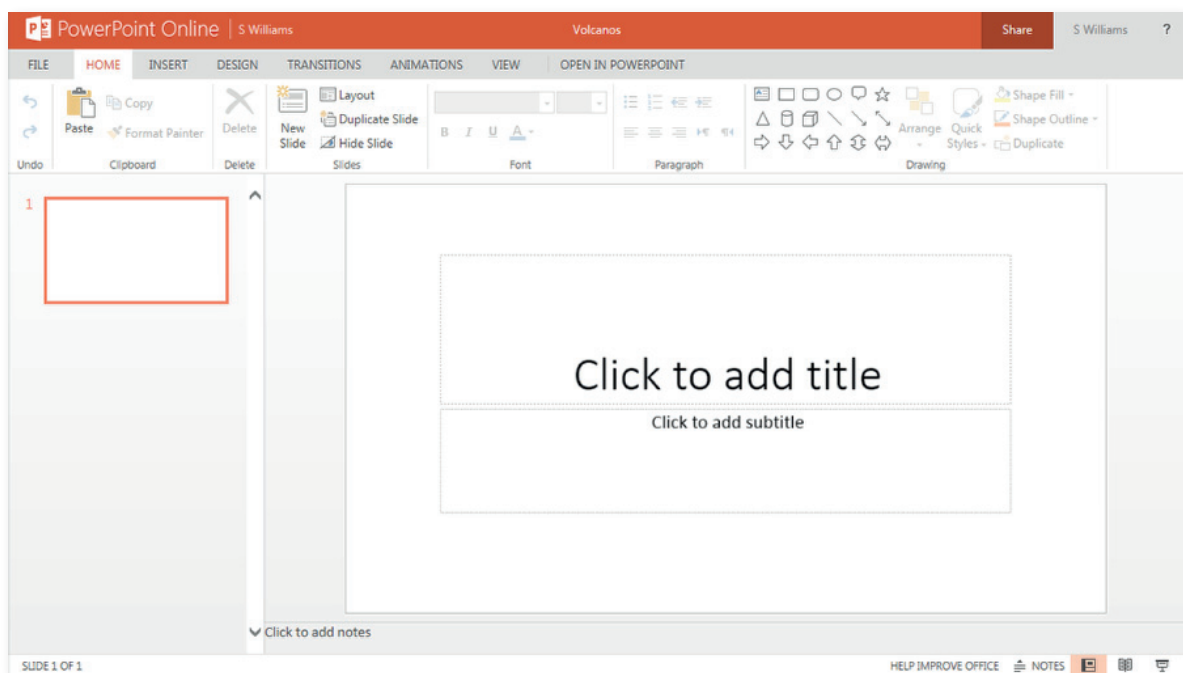 P PowerPoint Online | S Williams Volcanos Share S Williams ?
FILE HOME INSERT DESIGN TRANSITIONS ANIMATIONS VIEW OPEN IN POWERPOINT
Paste
Copy
Format Painter
Delete
New Slide
Layout
Duplicate Slide
Hide Slide
B I U A
Arrange
Quick Styles
Shape Fill
Shape Outline
Duplicate
Undo Clipboard Delete Slides Font Paragraph Drawing
1
Click to add title
Click to add subtitle
Click to add notes
SLIDE 1 OF 1 HELP IMPROVE OFFICE NOTES